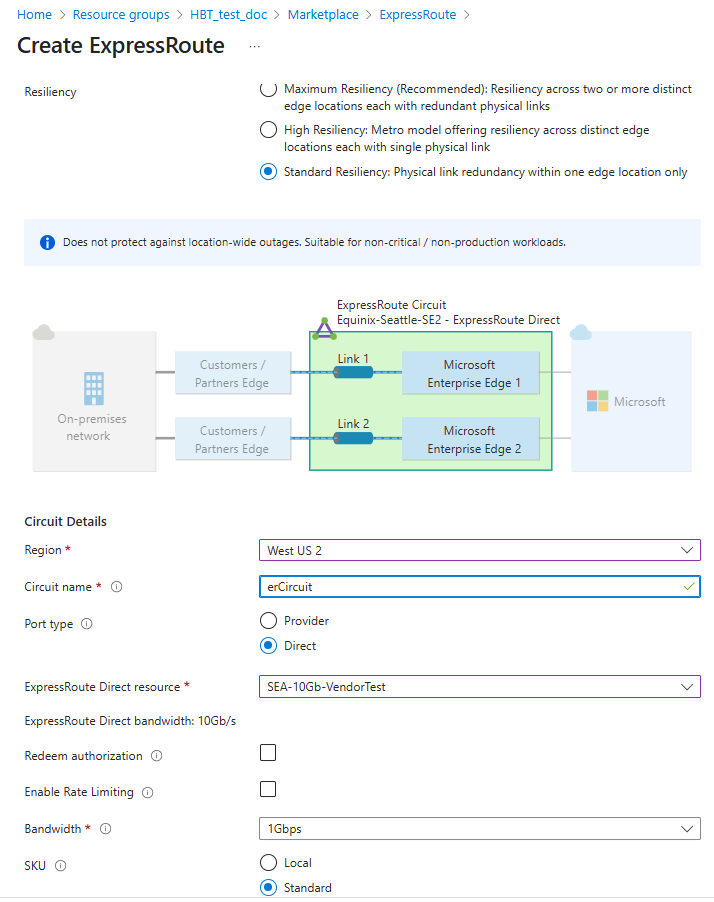 Home > Resource groups > HBT_test_doc > Marketplace > ExpressRoute >
Create ExpressRoute ...
Resiliency
Maximum Resiliency (Recommended): Resiliency across two or more distinct
edge locations each with redundant physical links
High Resiliency: Metro model offering resiliency across distinct edge
locations each with single physical link
Standard Resiliency: Physical link redundancy within one edge location only
Does not protect against location-wide outages. Suitable for non-critical / non-production workloads.
ExpressRoute Circuit
Equinix-Seattle-SE2 - ExpressRoute Direct
On-premises
network
Customers /
Partners Edge
Link 1
Microsoft
Enterprise Edge 1
Customers /
Partners Edge
Link 2
Microsoft
Enterprise Edge 2
Microsoft
Circuit Details
Region *
West US 2
Circuit name *
erCircuit
Port type
Provider
Direct
ExpressRoute Direct resource *
SEA-10Gb-VendorTest
ExpressRoute Direct bandwidth: 10Gb/s
Redeem authorization
Enable Rate Limiting
Bandwidth *
1Gbps
SKU
Local
Standard